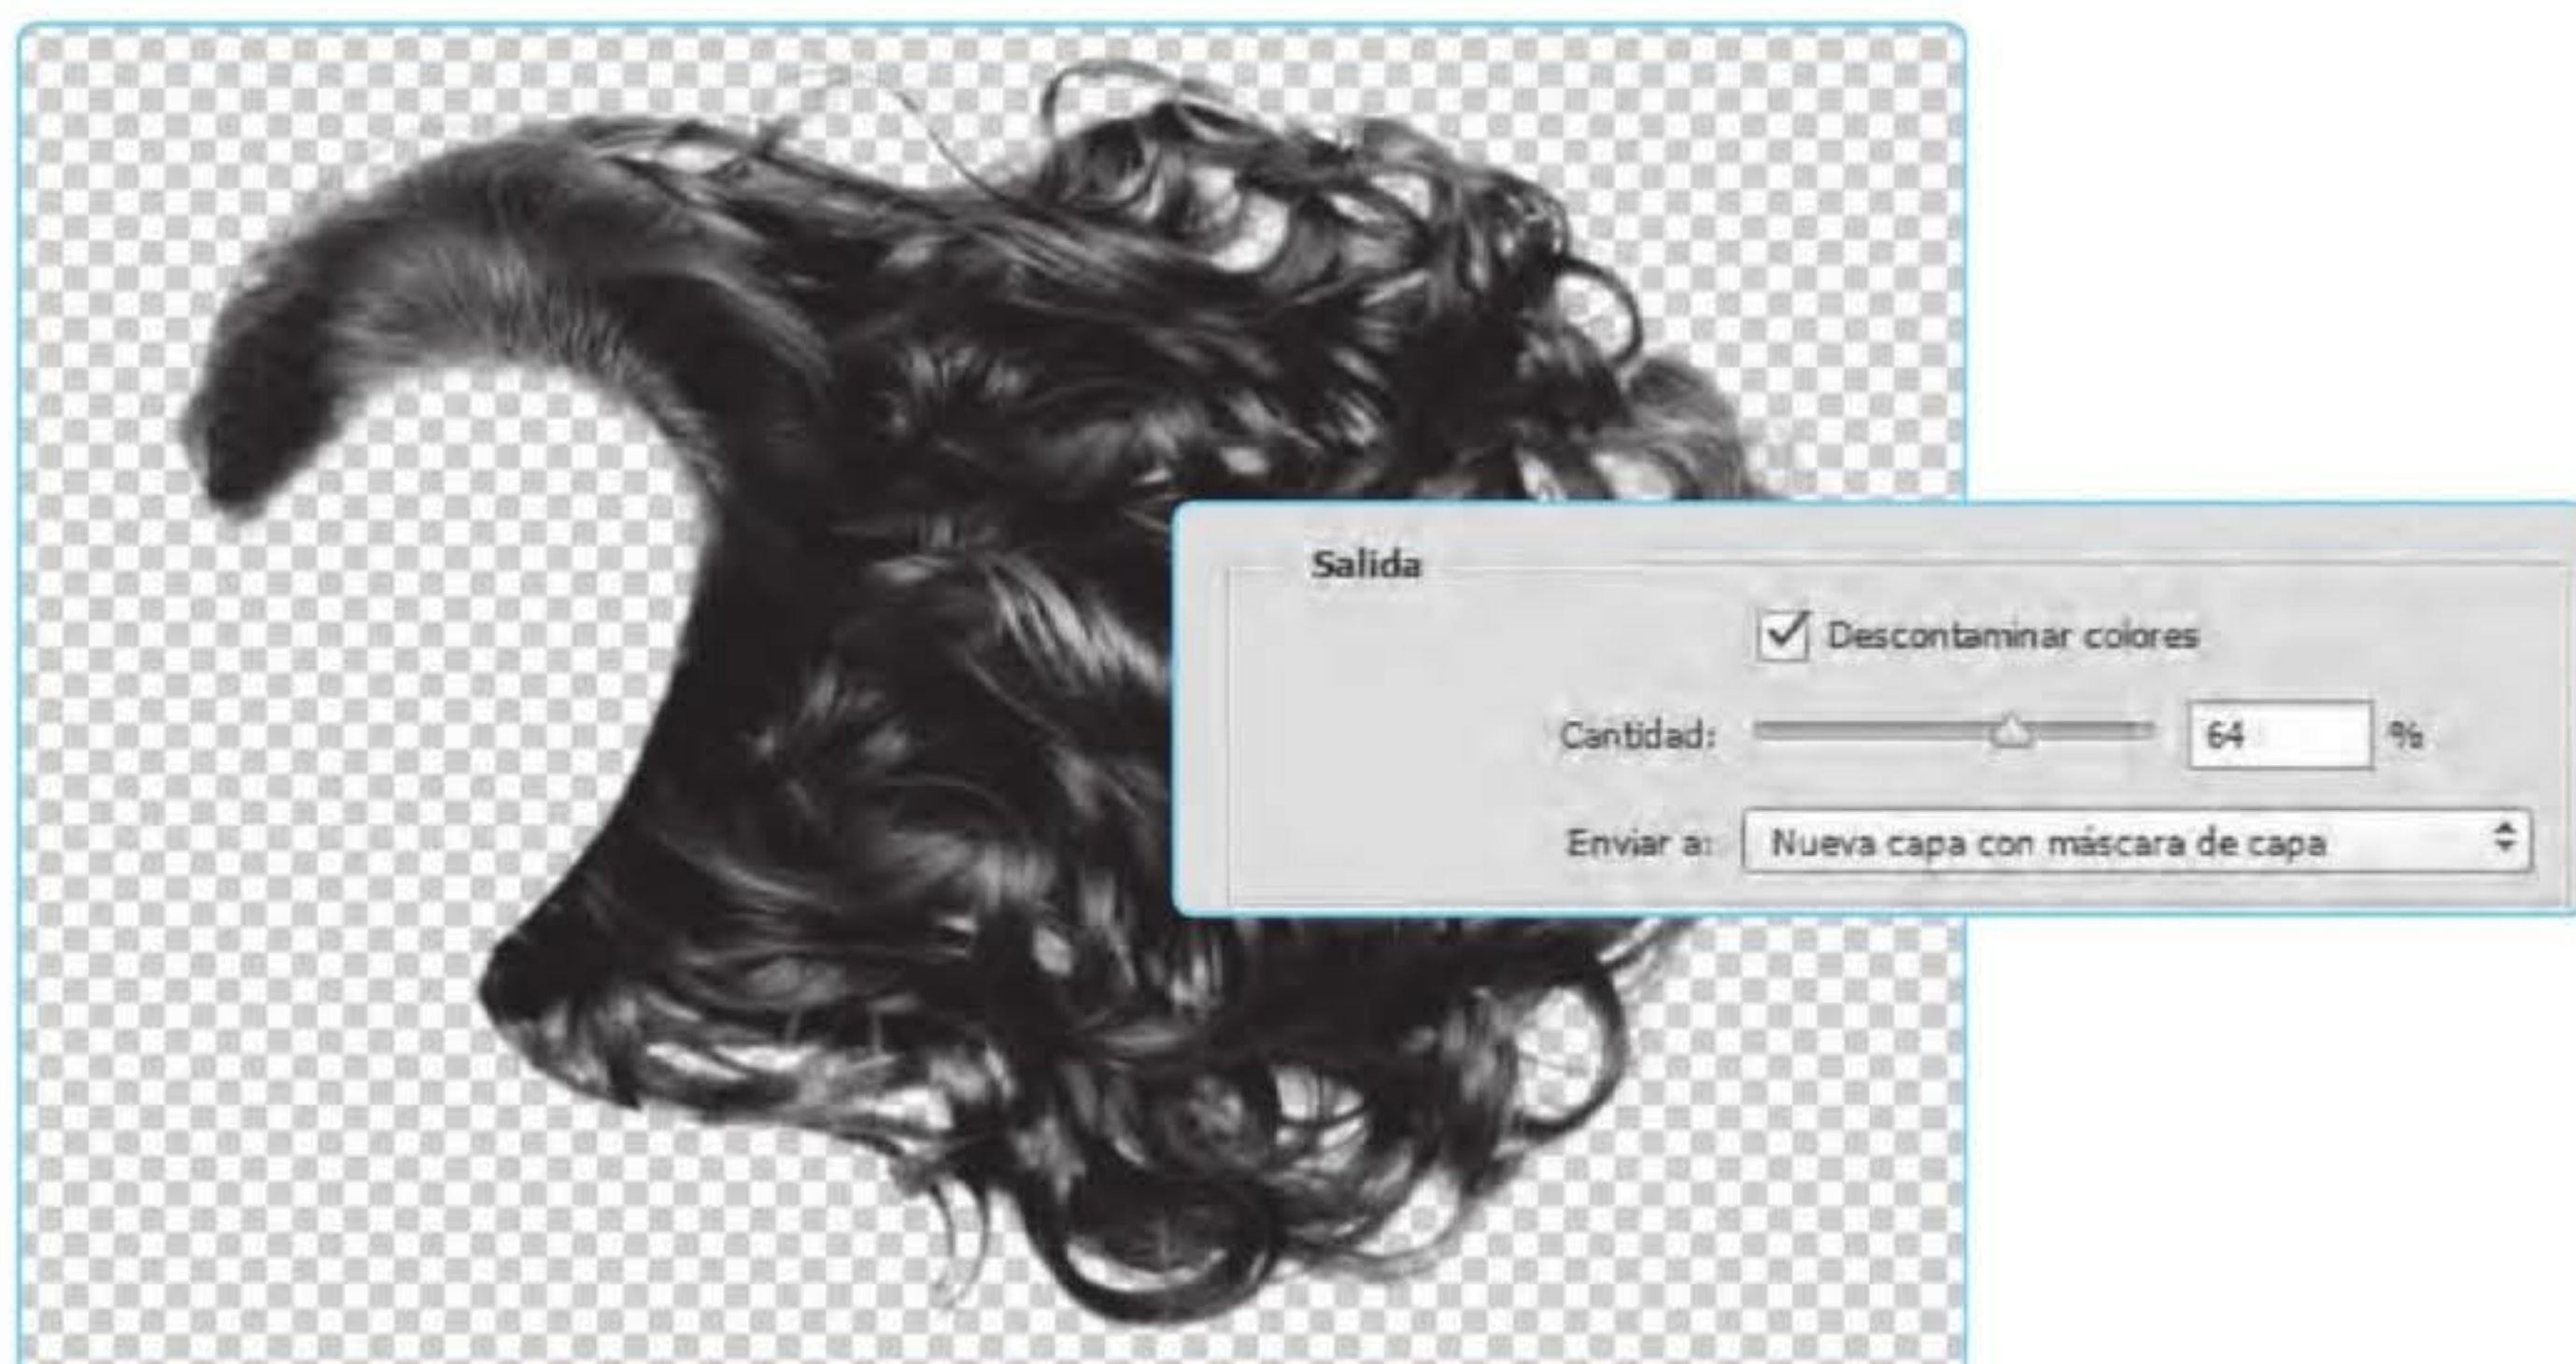 Salida
Descontaminar colores
Cantidad: 64 %
Enviar a: Nueva capa con máscara de capa